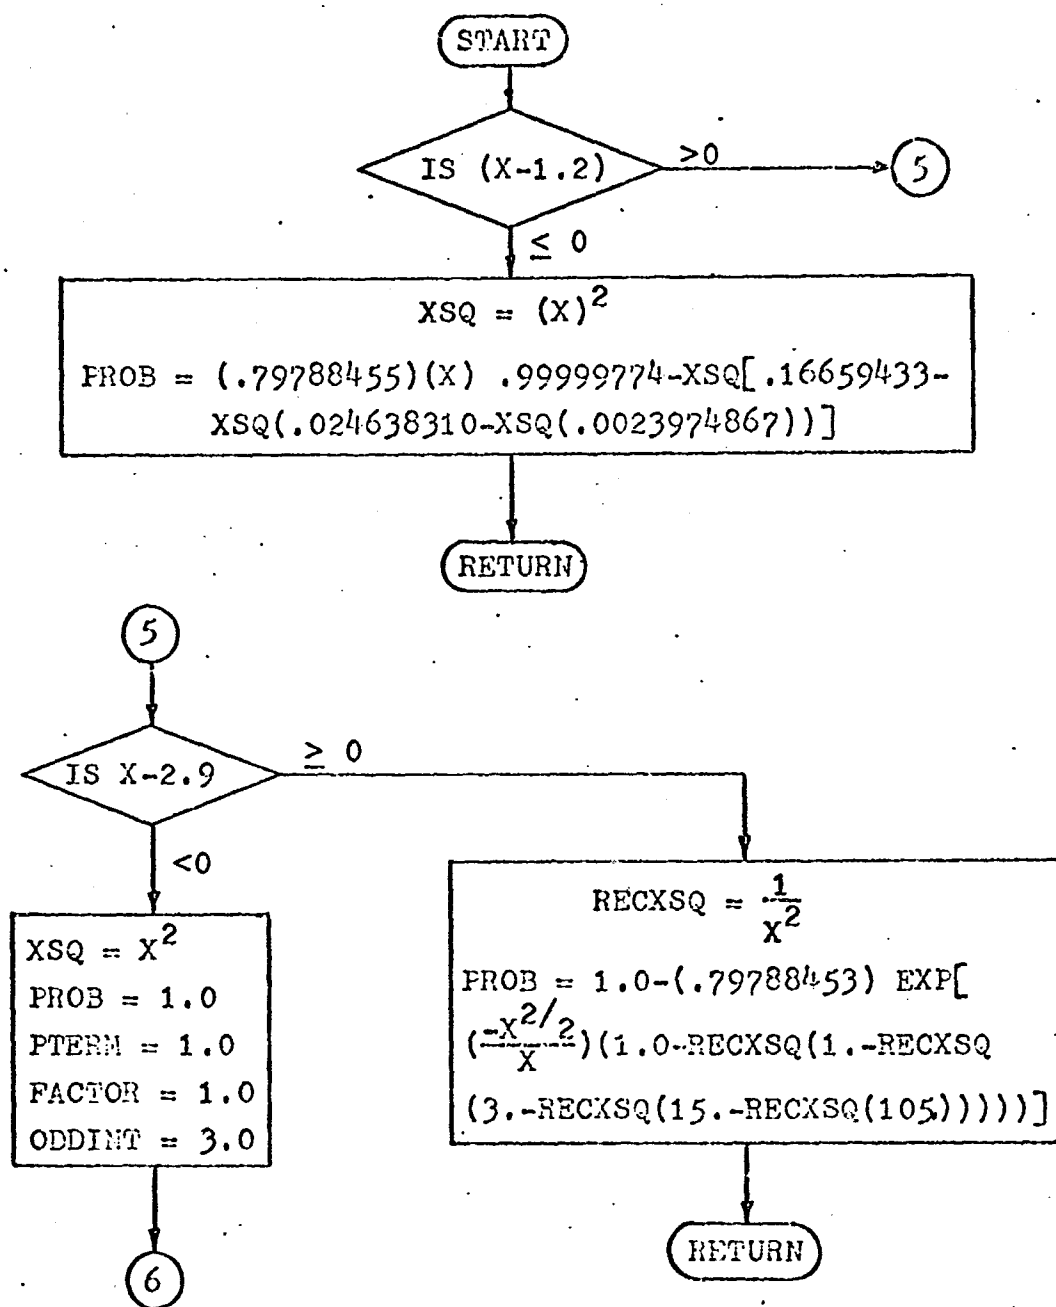 START
IS (X-1.2)
>0
5
≤ 0
XSQ = (X)²
PROB = (.79788455)(X) .99999774-XSQ[.16659433-
XSQ(.024638310-XSQ(.0023974867))]
RETURN
5
IS X-2.9
≥ 0
<0
XSQ = X²
PROB = 1.0
PTERM = 1.0
FACTOR = 1.0
ODDINT = 3.0
6
RECXSQ = 1/X²
PROB = 1.0-(.79788453) EXP[
(-X²/2/X)(1.0-RECXSQ(1.-RECXSQ
(3.-RECXSQ(15.-RECXSQ(105.)))))]
RETURN